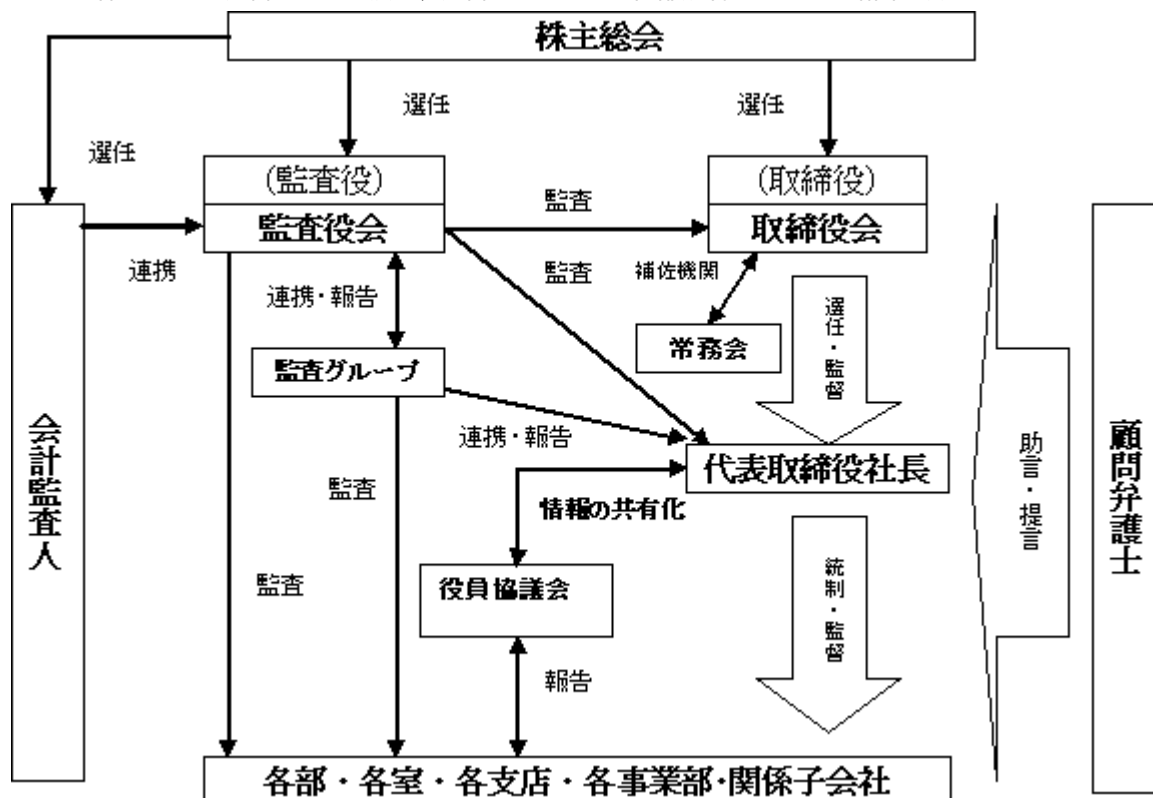 株主総会
選任
選任
選任
(監査役)
監査役会
(取締役)
取締役会
監査
監査
連携
連携・報告
補佐機関
常務会
選任・監督
監査グループ
連携・報告
代表取締役社長
情報の共有化
監査
監査
役員協議会
報告
統制・監督
助言・提言
会計監査人
顧問弁護士
各部・各室・各支店・各事業部・関係子会社